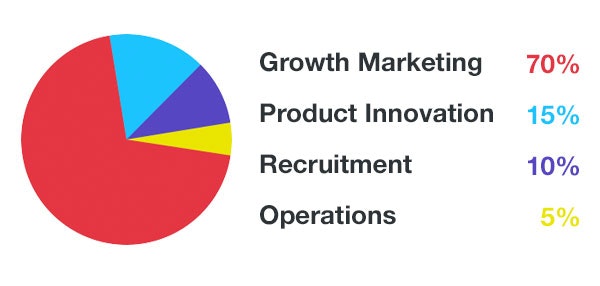 Growth Marketing 70%
Product Innovation 15%
Recruitment 10%
Operations 5%